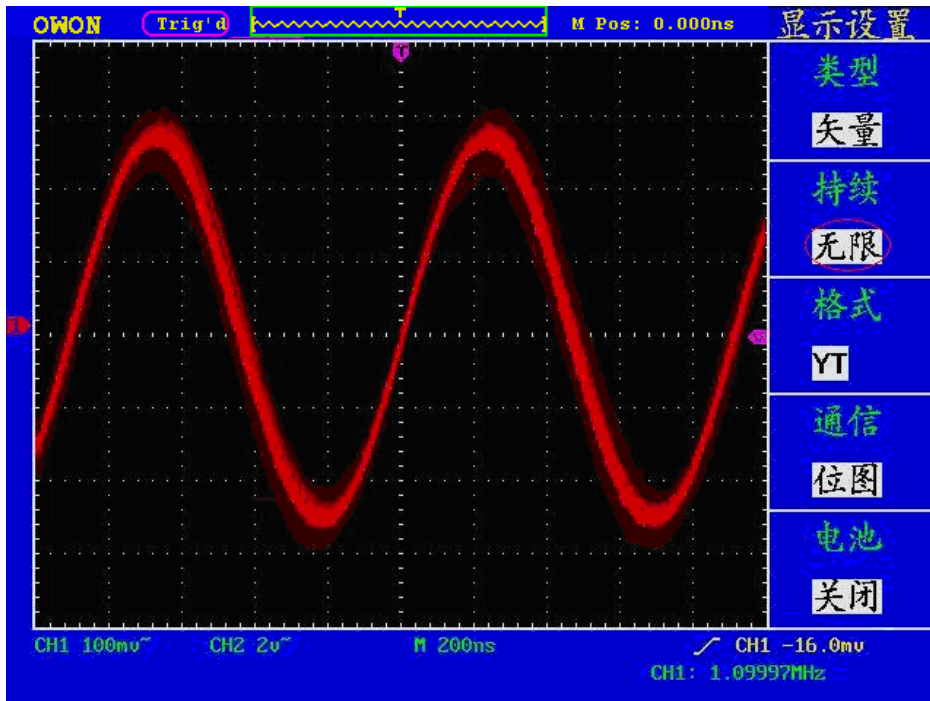 OWON Trig'd T M Pos: 0.000ns 显示设置
T
类型
矢量
持续
无限
格式
YT
通信
位图
电池
关闭
1
CH1 100mv~ CH2 2v~ M 200ns CH1 -16.0mv
CH1: 1.09997MHz